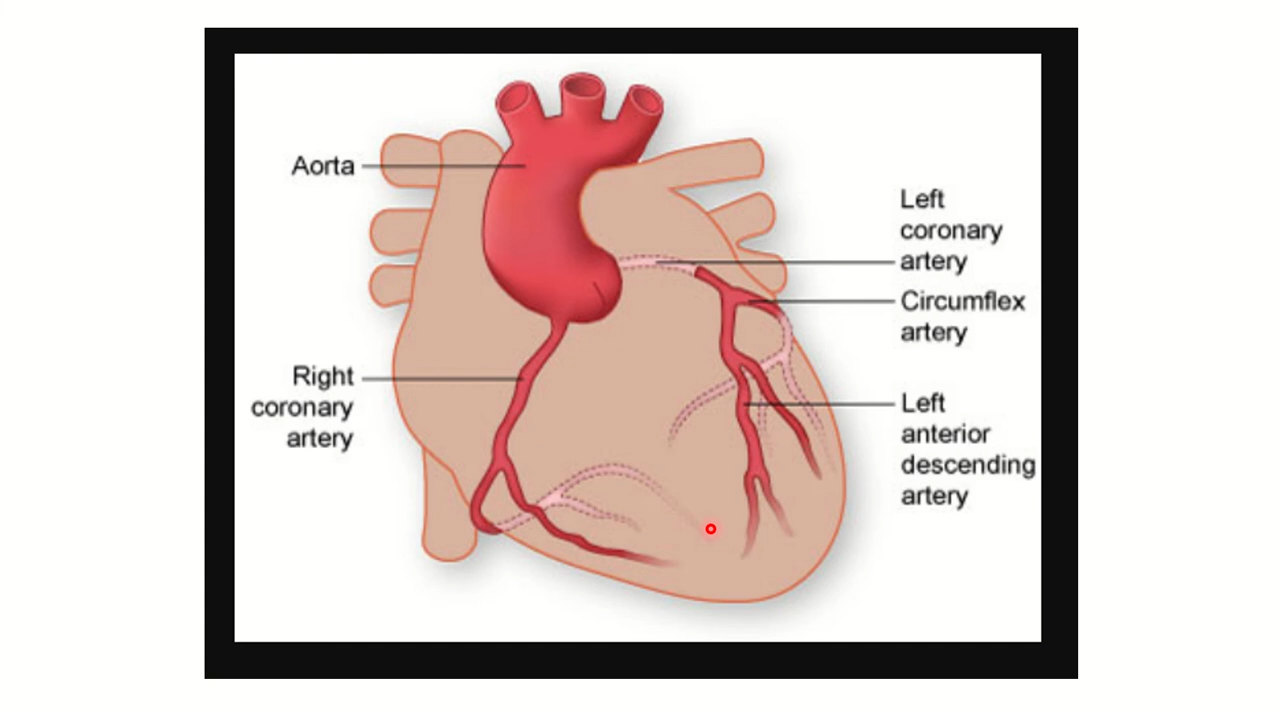 Aorta
Left
coronary
artery
Circumflex
artery
Right
coronary
artery
Left
anterior
descending
artery